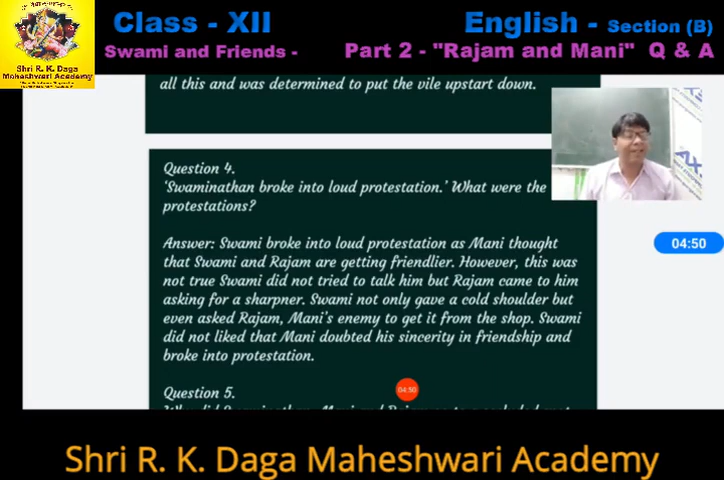 Class - XII English - Section (B)
Swami and Friends - Part 2 - "Rajam and Mani" Q & A
Shri R. K. Daga
Maheshwari Academy
all this and was determined to put the vile upstart down.
Question 4.
‘Swaminathan broke into loud protestation.’ What were the
protestations?
Answer: Swami broke into loud protestation as Mani thought
that Swami and Rajam are getting friendlier. However, this was
not true Swami did not tried to talk him but Rajam came to him
asking for a sharpner. Swami not only gave a cold shoulder but
even asked Rajam, Mani’s enemy to get it from the shop. Swami
did not liked that Mani doubted his sincerity in friendship and
broke into protestation.
04:50
04:50
Question 5.
Shri R. K. Daga Maheshwari Academy